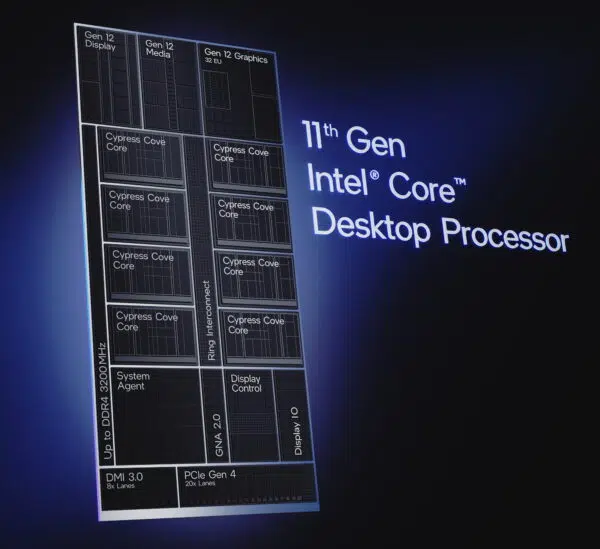 Gen 12
Display
Gen 12
Media
Gen 12 Graphics
32 EU
11th Gen
Intel® Core™
Desktop Processor
Cypress Cove
Core
Cypress Cove
Core
Cypress Cove
Core
Cypress Cove
Core
Cypress Cove
Core
Cypress Cove
Core
Cypress Cove
Core
Cypress Cove
Core
Ring Interconnect
Up to DDR4 3200MHz
System
Agent
GNA 2.0
Display
Control
Display IO
DMI 3.0
8x Lanes
PCIe Gen 4
20x Lanes